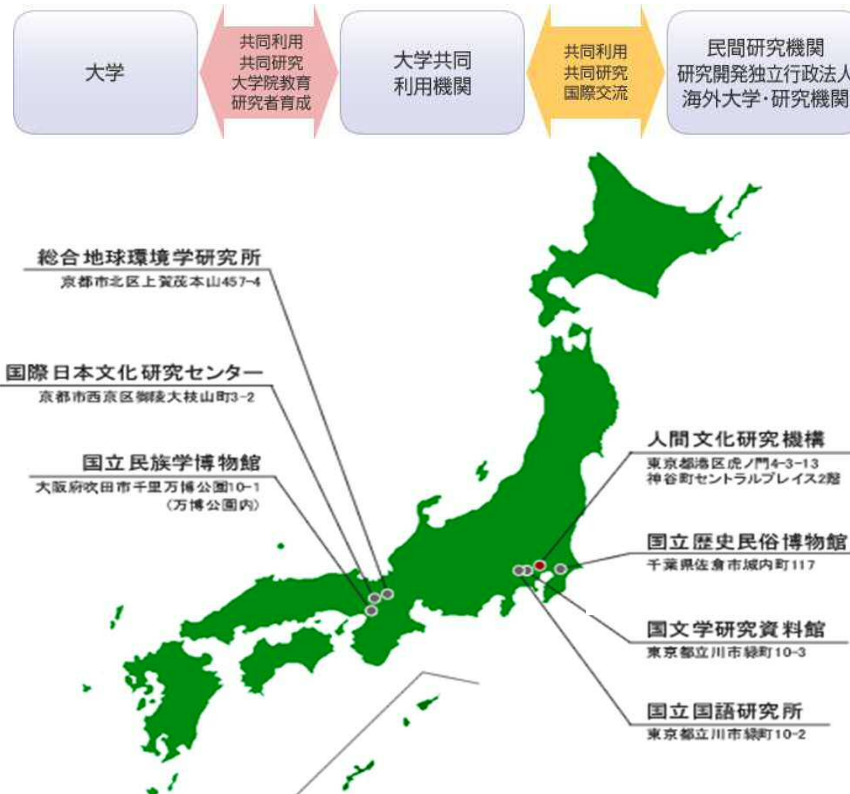 大学
共同利用
共同研究
大学院教育
研究者育成
大学共同
利用機関
共同利用
共同研究
国際交流
民間研究機関
研究開発独立行政法人
海外大学・研究機関
総合地球環境学研究所
京都市北区上賀茂本山457-4
国際日本文化研究センター
京都市西京区御陵大枝山町3-2
国立民族学博物館
大阪府吹田市千里万博公園10-1
(万博公園内)
人間文化研究機構
東京都港区虎ノ門4-3-13
神谷町セントラルプレイス2階
国立歴史民俗博物館
千葉県佐倉市城内町117
国文学研究資料館
東京都立川市緑町10-3
国立国語研究所
東京都立川市緑町10-2